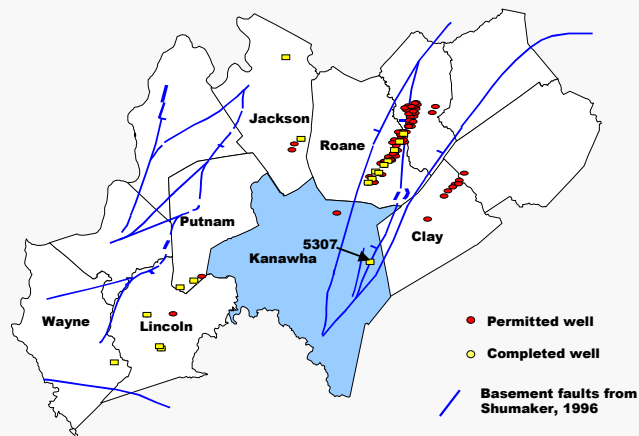 Jackson
Roane
Putnam
5307
Kanawha
Clay
Wayne
Lincoln
Permitted well
Completed well
Basement faults from
Shumaker, 1996